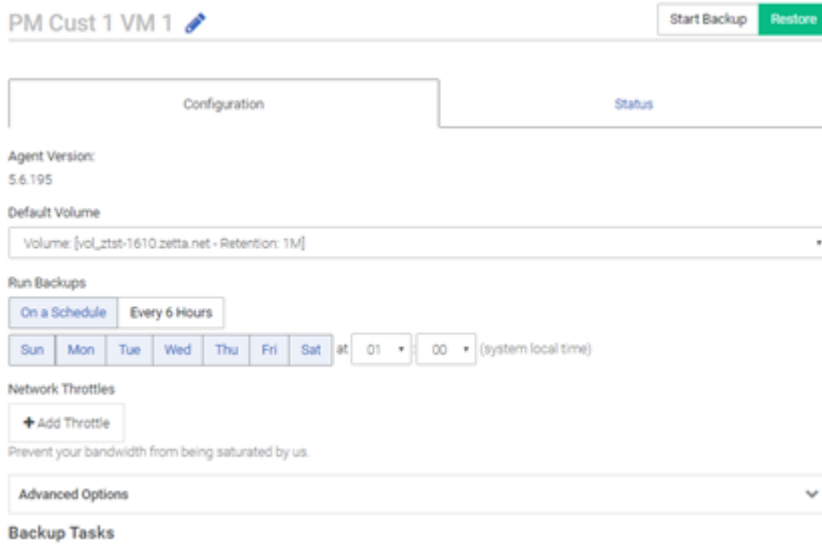 PM Cust 1 VM 1
Start Backup Restore
Configuration Status
Agent Version:
5.6.195
Default Volume
Volume: [vol_ztst-1610.zetta.net - Retention: 1M]
Run Backups
On a Schedule Every 6 Hours
Sun Mon Tue Wed Thu Fri Sat at 01 : 00 (system local time)
Network Throttles
+ Add Throttle
Prevent your bandwidth from being saturated by us.
Advanced Options
Backup Tasks